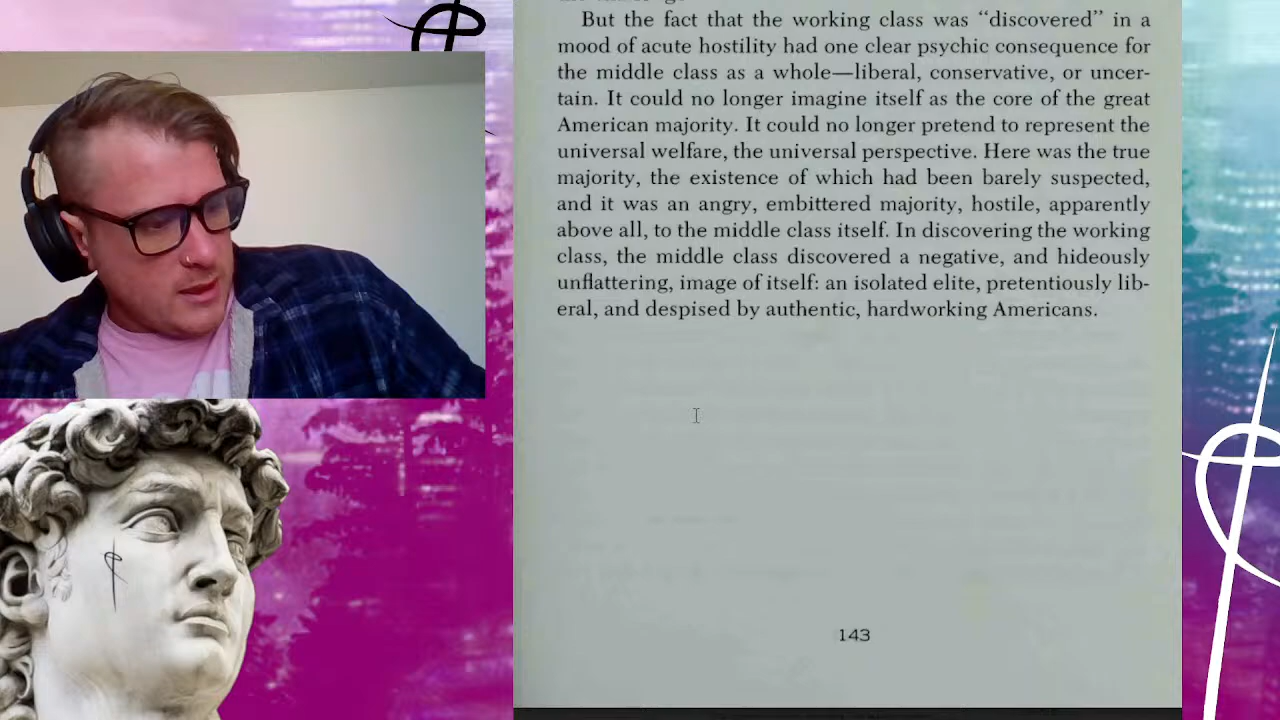 But the fact that the working class was “discovered” in a
mood of acute hostility had one clear psychic consequence for
the middle class as a whole—liberal, conservative, or uncer-
tain. It could no longer imagine itself as the core of the great
American majority. It could no longer pretend to represent the
universal welfare, the universal perspective. Here was the true
majority, the existence of which had been barely suspected,
and it was an angry, embittered majority, hostile, apparently
above all, to the middle class itself. In discovering the working
class, the middle class discovered a negative, and hideously
unflattering, image of itself: an isolated elite, pretentiously lib-
eral, and despised by authentic, hardworking Americans.
143